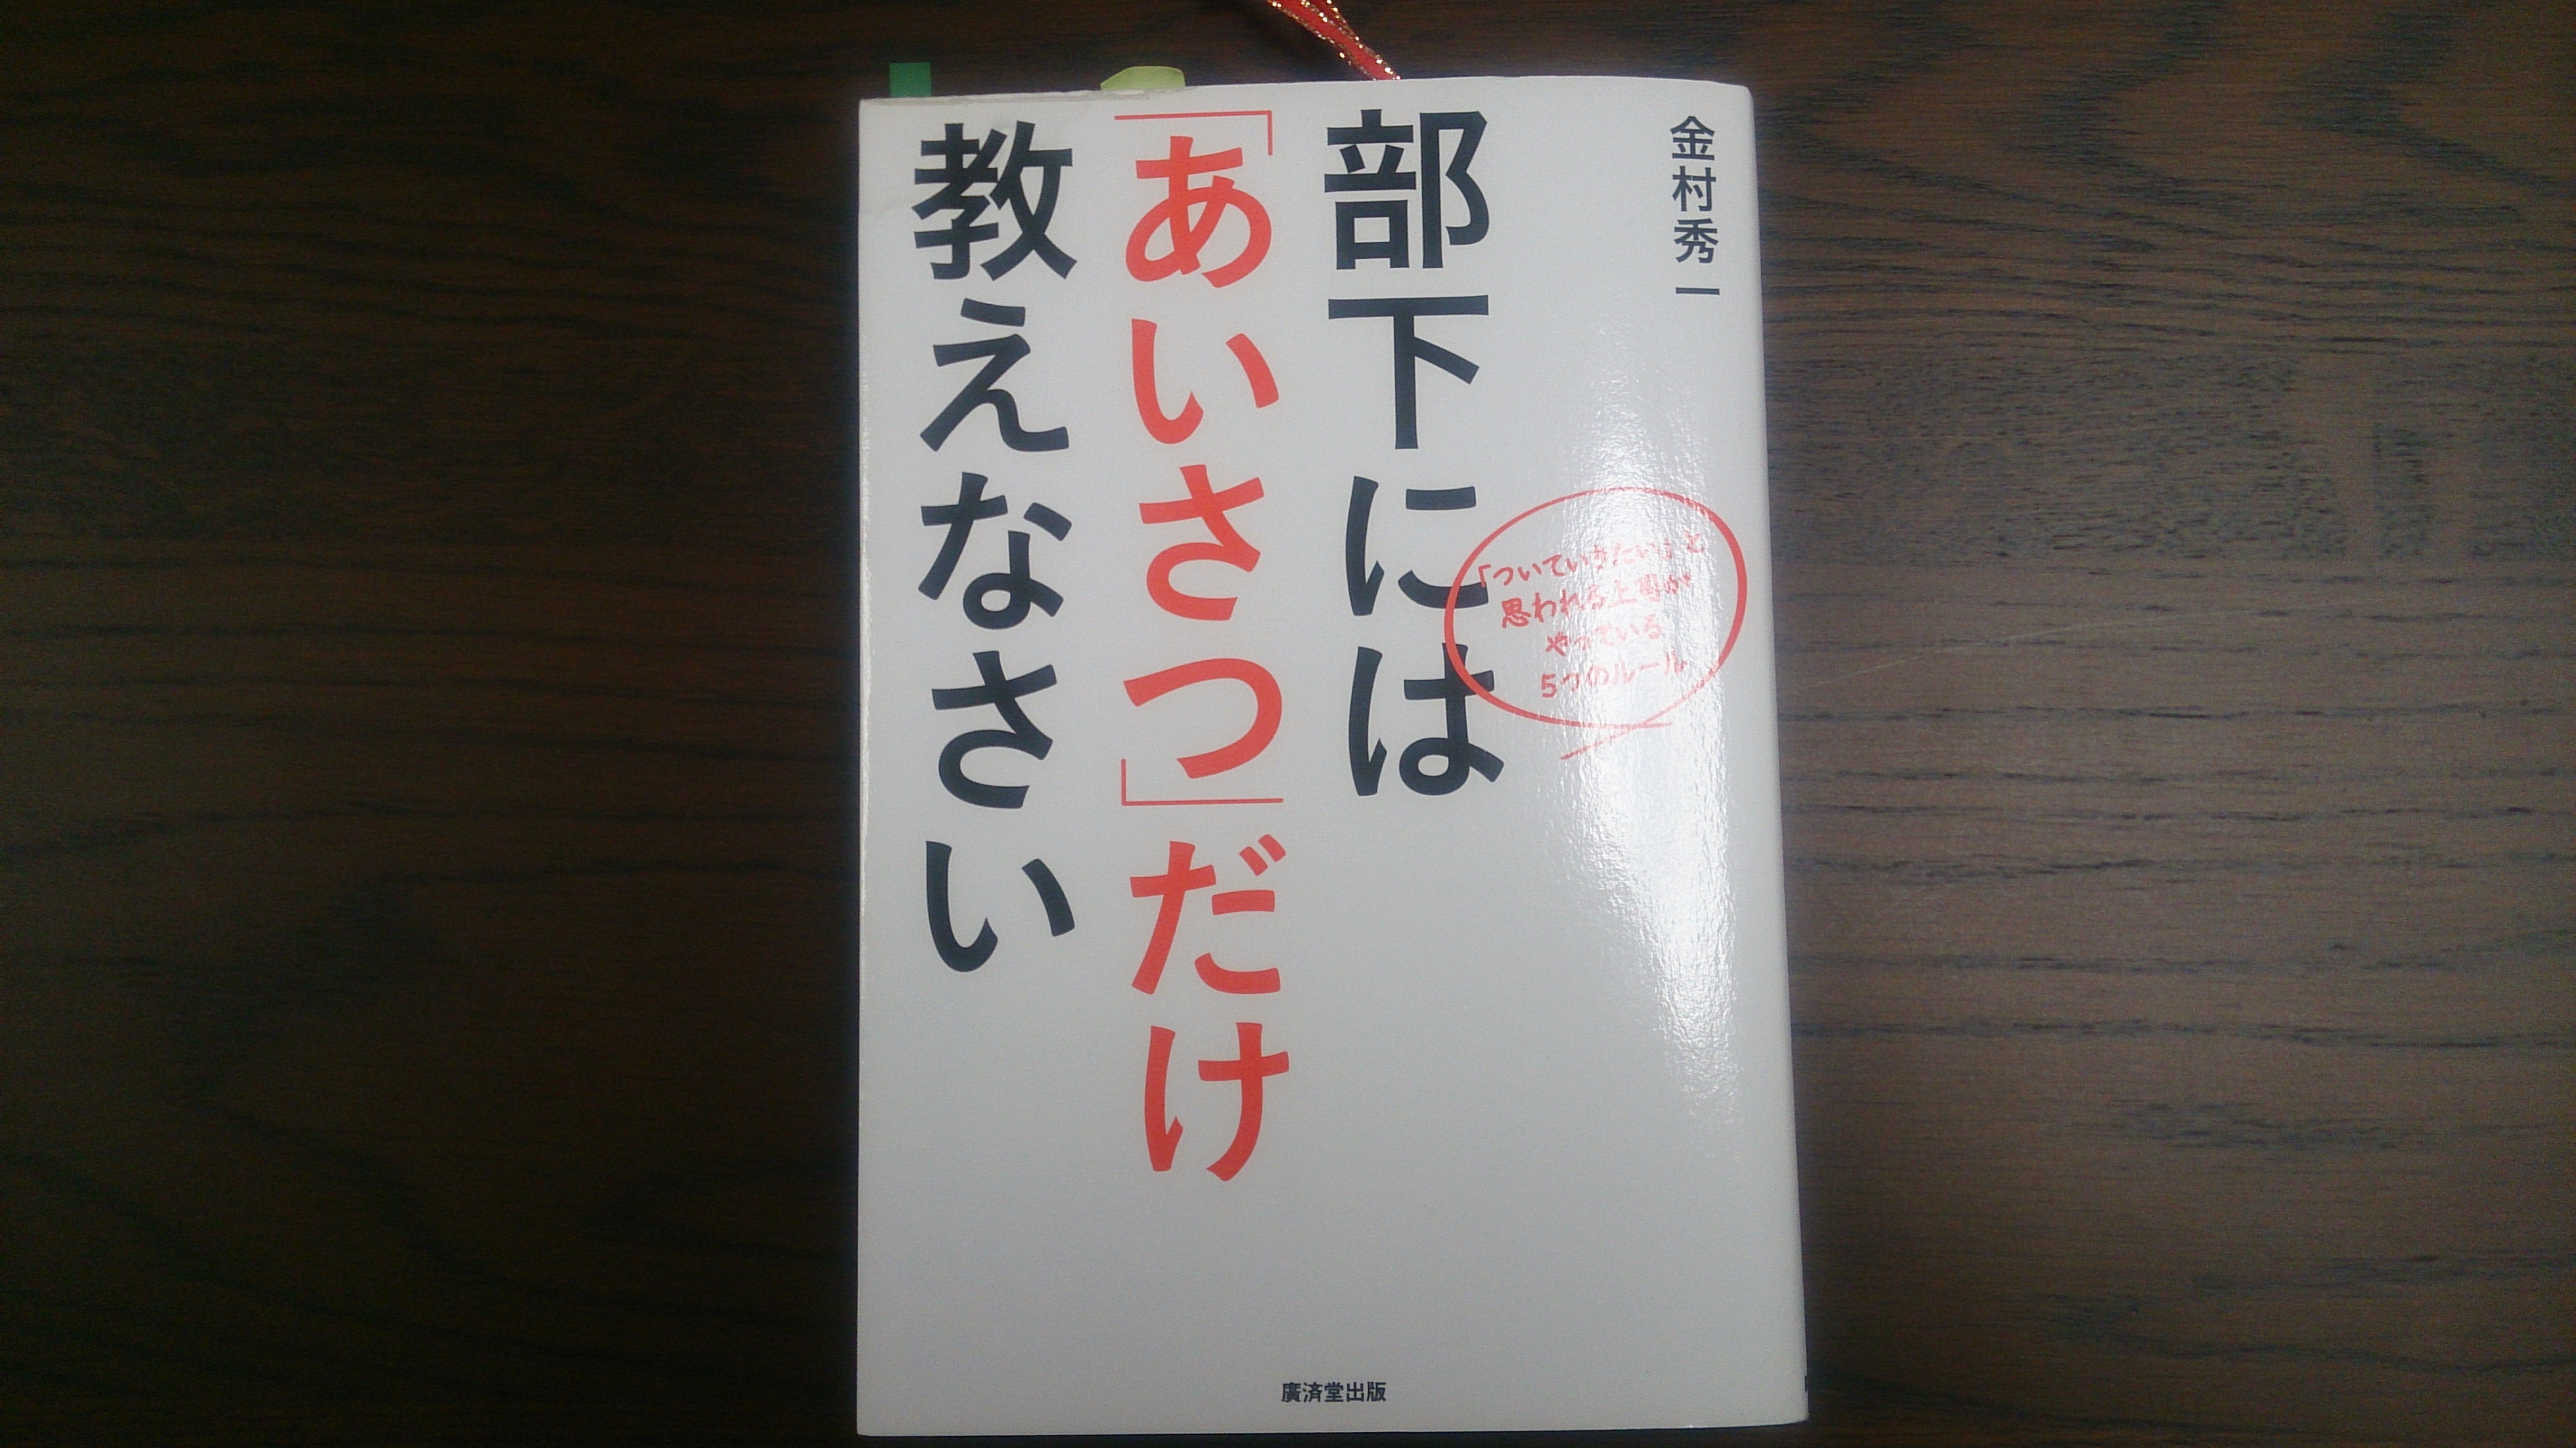 金村秀一
「ついていきたい」と
思われる上司が
やっている
5つのルール
部下には
「あいさつ」だけ
教えなさい
廣済堂出版